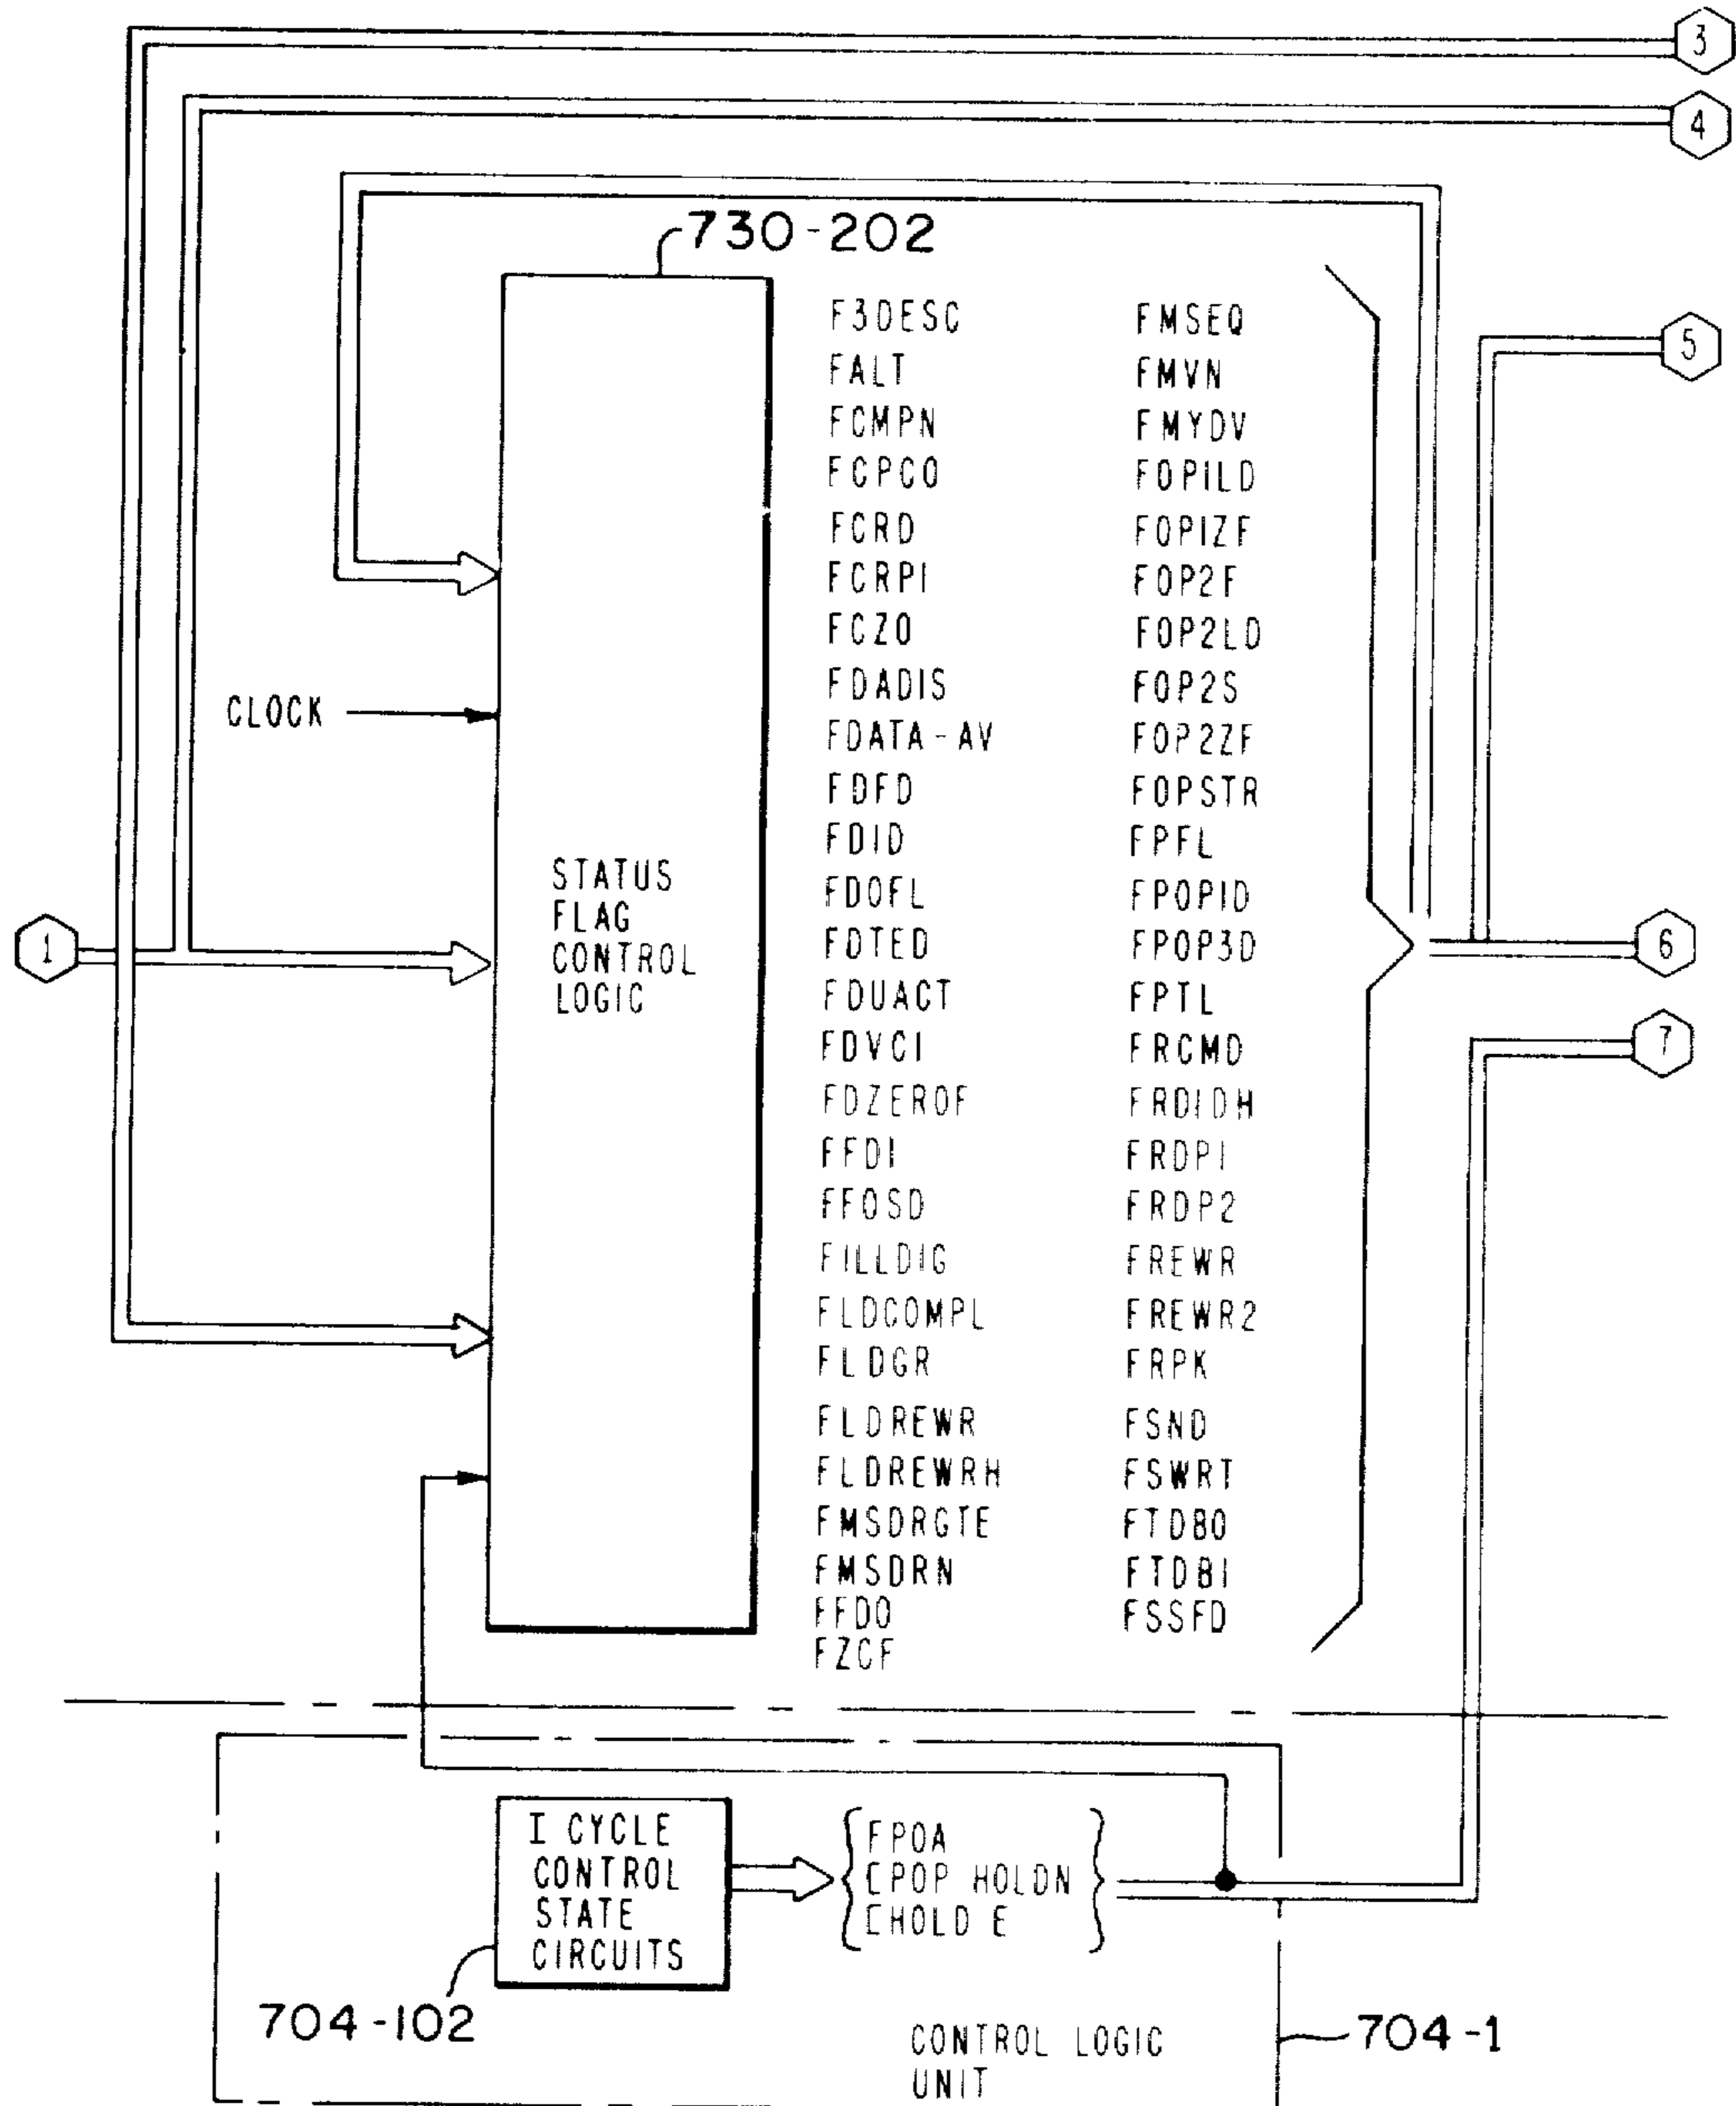 3
4
730-202
F3DESC
FALT
FCMPN
FCPCO
FCRD
FCRPI
FCZO
FDADIS
FDATA-AV
FDFD
FDID
FDOFL
FDTED
FDUACT
FDVCI
FDZEROF
FFDI
FFOSD
FILLDIG
FLDCOMPL
FLDGR
FLDREWR
FLDREWRH
FMSDRGTE
FMSDRN
FFDO
FZCF
FMSEQ
FMVN
FMYDV
FOPILD
FOPIZF
FOP2F
FOP2LD
FOP2S
FOP2ZF
FOPSTR
FPFL
FPOPID
FPOP3D
FPTL
FRCMD
FRDIDH
FRDPI
FRDP2
FREWR
FREWR2
FRPK
FSND
FSWRT
FTDBO
FTDBI
FSSFD
5
CLOCK
STATUS
FLAG
CONTROL
LOGIC
1
6
7
I CYCLE
CONTROL
STATE
CIRCUITS
FPOA
[POP HOLDN
[HOLD E
704-102
CONTROL LOGIC
UNIT
704-1